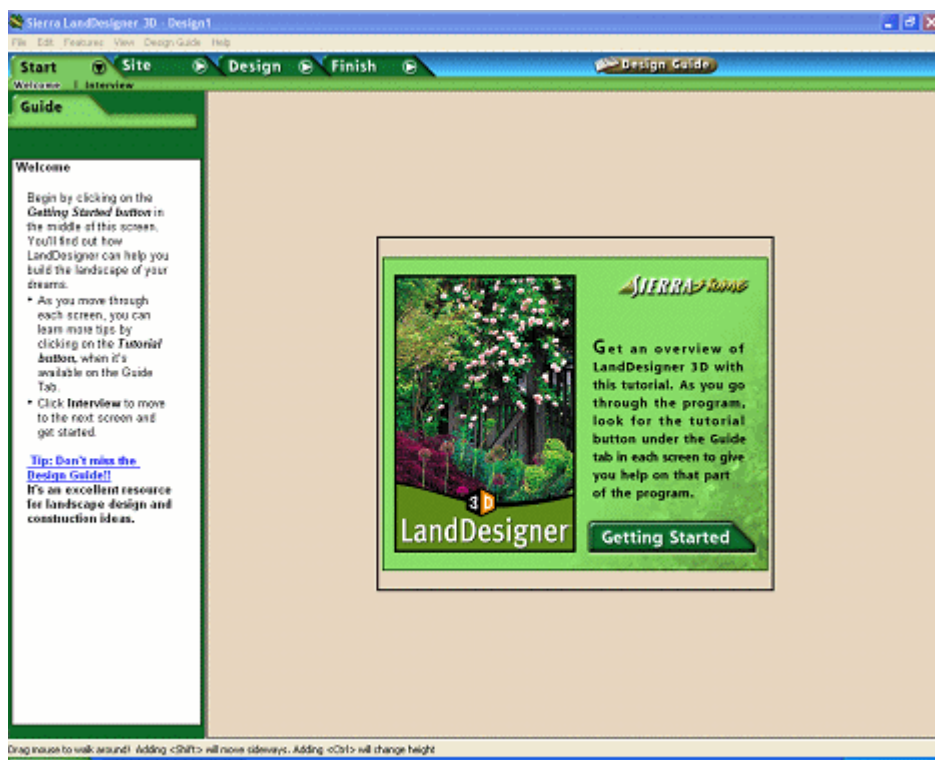 Sierra LandDesigner 3D - Design1
File Edit Features View Design Guide Help
Start Site Design Finish Design Guide
Welcome | Interview
Guide
Welcome
Begin by clicking on the
Getting Started button in
the middle of this screen.
You'll find out how
LandDesigner can help you
build the landscape of your
dreams.
• As you move through
each screen, you can
learn more tips by
clicking on the Tutorial
button, when it's
available on the Guide
Tab.
• Click Interview to move
to the next screen and
get started.
Tip: Don't miss the
Design Guide!!
It's an excellent resource
for landscape design and
construction ideas.
SIERRA Home
Get an overview of
LandDesigner 3D with
this tutorial. As you go
through the program,
look for the tutorial
button under the Guide
tab in each screen to give
you help on that part
of the program.
3D
LandDesigner
Getting Started
Drag mouse to walk around! Adding <Shift> will move sideways. Adding <Ctrl> will change height